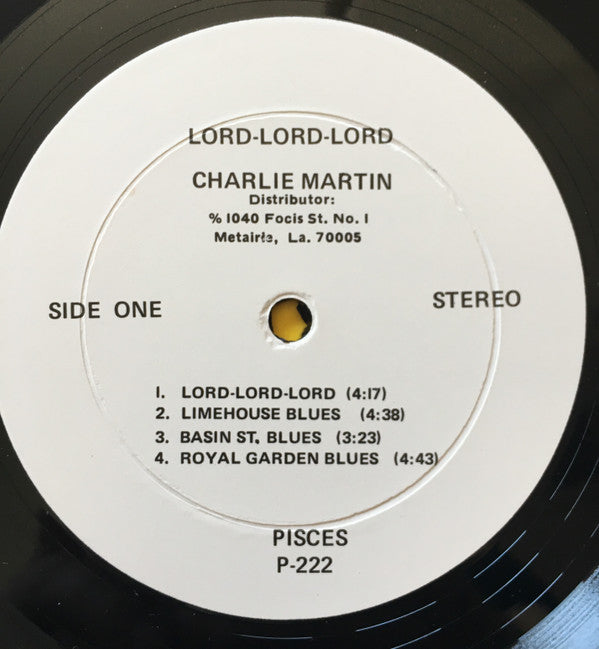 LORD-LORD-LORD
CHARLIE MARTIN
Distributor:
% 1040 Focis St. No. 1
Metairie, La. 70005
SIDE ONE
STEREO
1. LORD-LORD-LORD (4:17)
2. LIMEHOUSE BLUES (4:38)
3. BASIN ST. BLUES (3:23)
4. ROYAL GARDEN BLUES (4:43)
PISCES
P-222